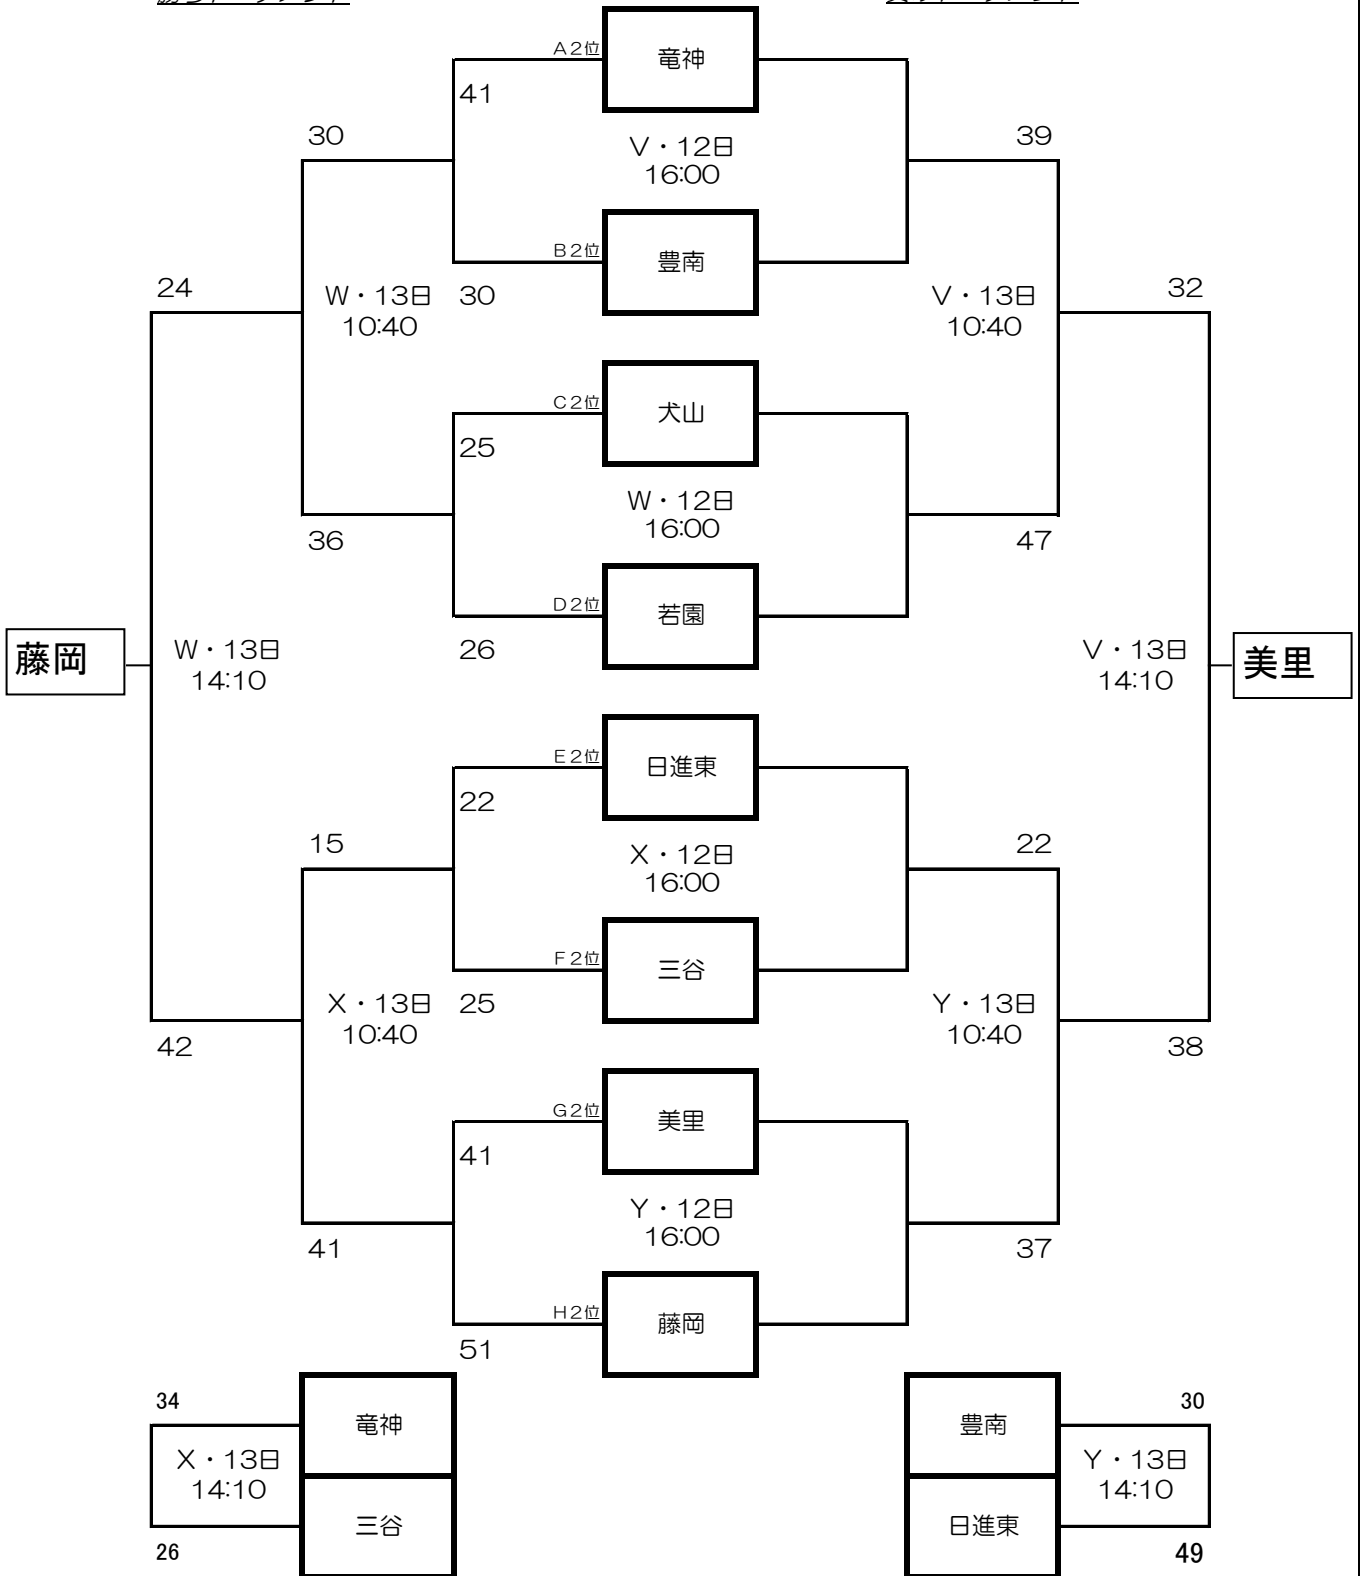 A2位
竜神
41
30
V・12日
39
16:00
B2位
豊南
24
W・13日
30
V・13日
32
10:40
10:40
C2位
犬山
25
W・12日
36
16:00
47
D2位
若園
藤岡
W・13日
26
V・13日
美里
14:10
14:10
E2位
日進東
22
15
X・12日
22
16:00
F2位
三谷
X・13日
25
Y・13日
42
10:40
10:40
38
G2位
美里
41
Y・12日
41
16:00
37
H2位
藤岡
51
34
竜神
豊南
30
X・13日
Y・13日
14:10
14:10
三谷
日進東
26
49